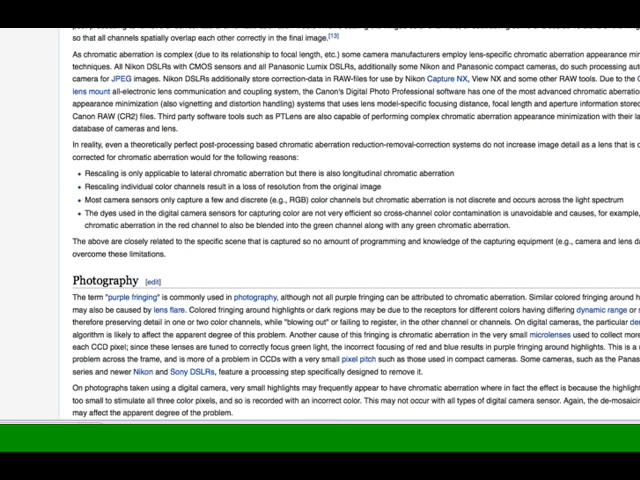 so that all channels spatially overlap each other correctly in the final image.[13]
As chromatic aberration is complex (due to its relationship to focal length, etc.) some camera manufacturers employ lens-specific chromatic aberration appearance mi
techniques. All Nikon DSLRs with CMOS sensors and all Panasonic Lumix DSLRs, additionally some Nikon and Panasonic compact cameras, do such processing auto
camera for JPEG images. Nikon DSLRs additionally store correction-data in RAW-files for use by Nikon Capture NX, View NX and some other RAW tools. Due to the
lens mount all-electronic lens communication and coupling system, the Canon's Digital Photo Professional software has one of the most advanced chromatic aberration
appearance minimization (also vignetting and distortion handling) systems that uses lens model-specific focusing distance, focal length and aperture information stored
Canon RAW (CR2) files. Third party software tools such as PTLens are also capable of performing complex chromatic aberration appearance minimization with their la
database of cameras and lens.
In reality, even a theoretically perfect post-processing based chromatic aberration reduction-removal-correction systems do not increase image detail as a lens that is o
corrected for chromatic aberration would for the following reasons:
• Rescaling is only applicable to lateral chromatic aberration but there is also longitudinal chromatic aberration
• Rescaling individual color channels result in a loss of resolution from the original image
• Most camera sensors only capture a few and discrete (e.g., RGB) color channels but chromatic aberration is not discrete and occurs across the light spectrum
• The dyes used in the digital camera sensors for capturing color are not very efficient so cross-channel color contamination is unavoidable and causes, for example,
chromatic aberration in the red channel to also be blended into the green channel along with any green chromatic aberration.
The above are closely related to the specific scene that is captured so no amount of programming and knowledge of the capturing equipment (e.g., camera and lens da
overcome these limitations.
Photography [edit]
The term "purple fringing" is commonly used in photography, although not all purple fringing can be attributed to chromatic aberration. Similar colored fringing around h
may also be caused by lens flare. Colored fringing around highlights or dark regions may be due to the receptors for different colors having differing dynamic range or s
therefore preserving detail in one or two color channels, while "blowing out" or failing to register, in the other channel or channels. On digital cameras, the particular de
algorithm is likely to affect the apparent degree of this problem. Another cause of this fringing is chromatic aberration in the very small microlenses used to collect more
each CCD pixel; since these lenses are tuned to correctly focus green light, the incorrect focusing of red and blue results in purple fringing around highlights. This is a
problem across the frame, and is more of a problem in CCDs with a very small pixel pitch such as those used in compact cameras. Some cameras, such as the Panas
series and newer Nikon and Sony DSLRs, feature a processing step specifically designed to remove it.
On photographs taken using a digital camera, very small highlights may frequently appear to have chromatic aberration where in fact the effect is because the highlight
too small to stimulate all three color pixels, and so is recorded with an incorrect color. This may not occur with all types of digital camera sensor. Again, the de-mosaici
may affect the apparent degree of the problem.